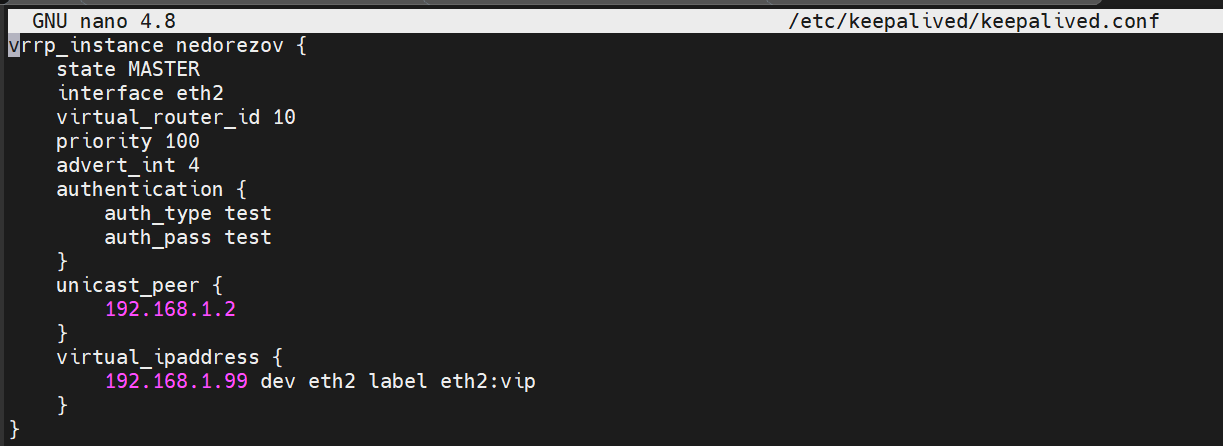 GNU nano 4.8 /etc/keepalived/keepalived.conf
vrrp_instance nedorezov {
    state MASTER
    interface eth2
    virtual_router_id 10
    priority 100
    advert_int 4
    authentication {
        auth_type test
        auth_pass test
    }
    unicast_peer {
        192.168.1.2
    }
    virtual_ipaddress {
        192.168.1.99 dev eth2 label eth2:vip
    }
}